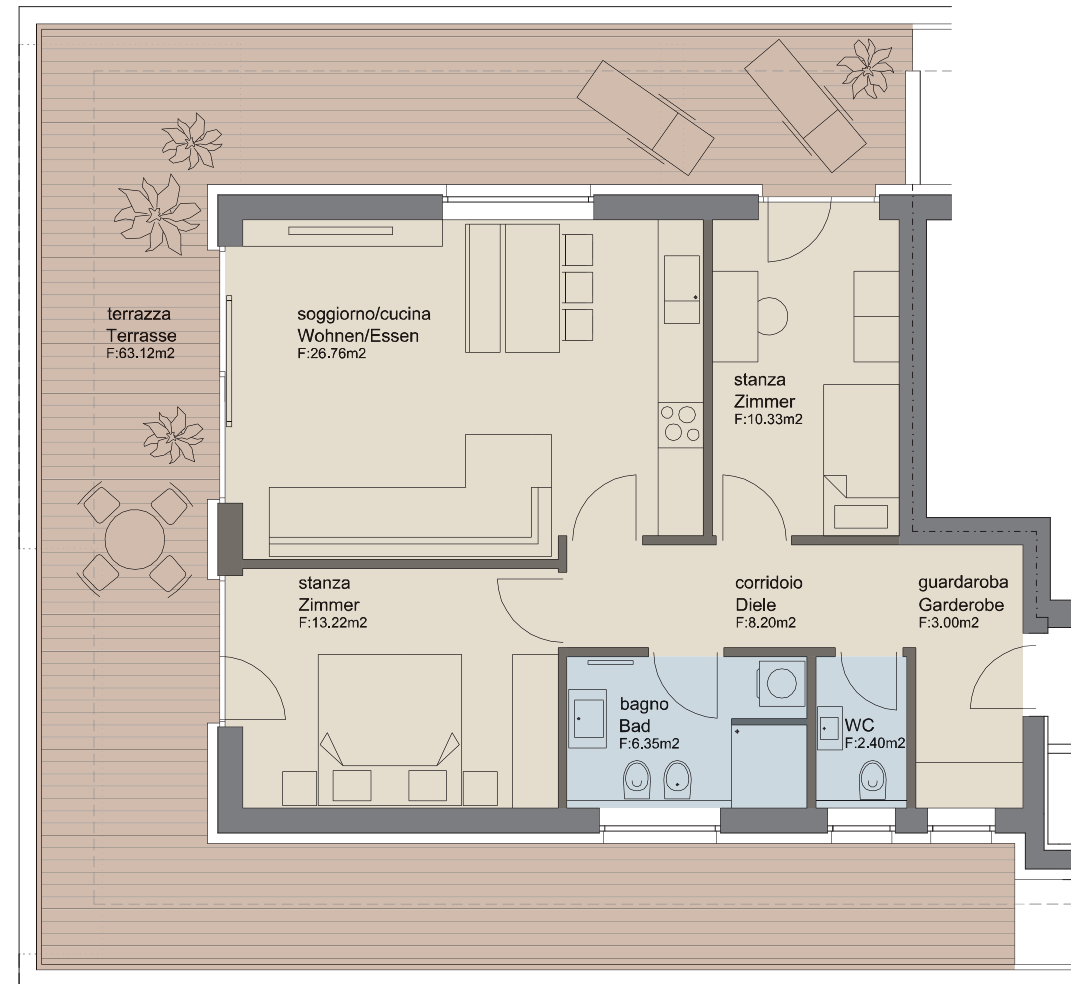 terrazza
Terrasse
F:63.12m2
soggiorno/cucina
Wohnen/Essen
F:26.76m2
stanza
Zimmer
F:10.33m2
stanza
Zimmer
F:13.22m2
corridoio
Diele
F:8.20m2
guardaroba
Garderobe
F:3.00m2
bagno
Bad
F:6.35m2
WC
F:2.40m2